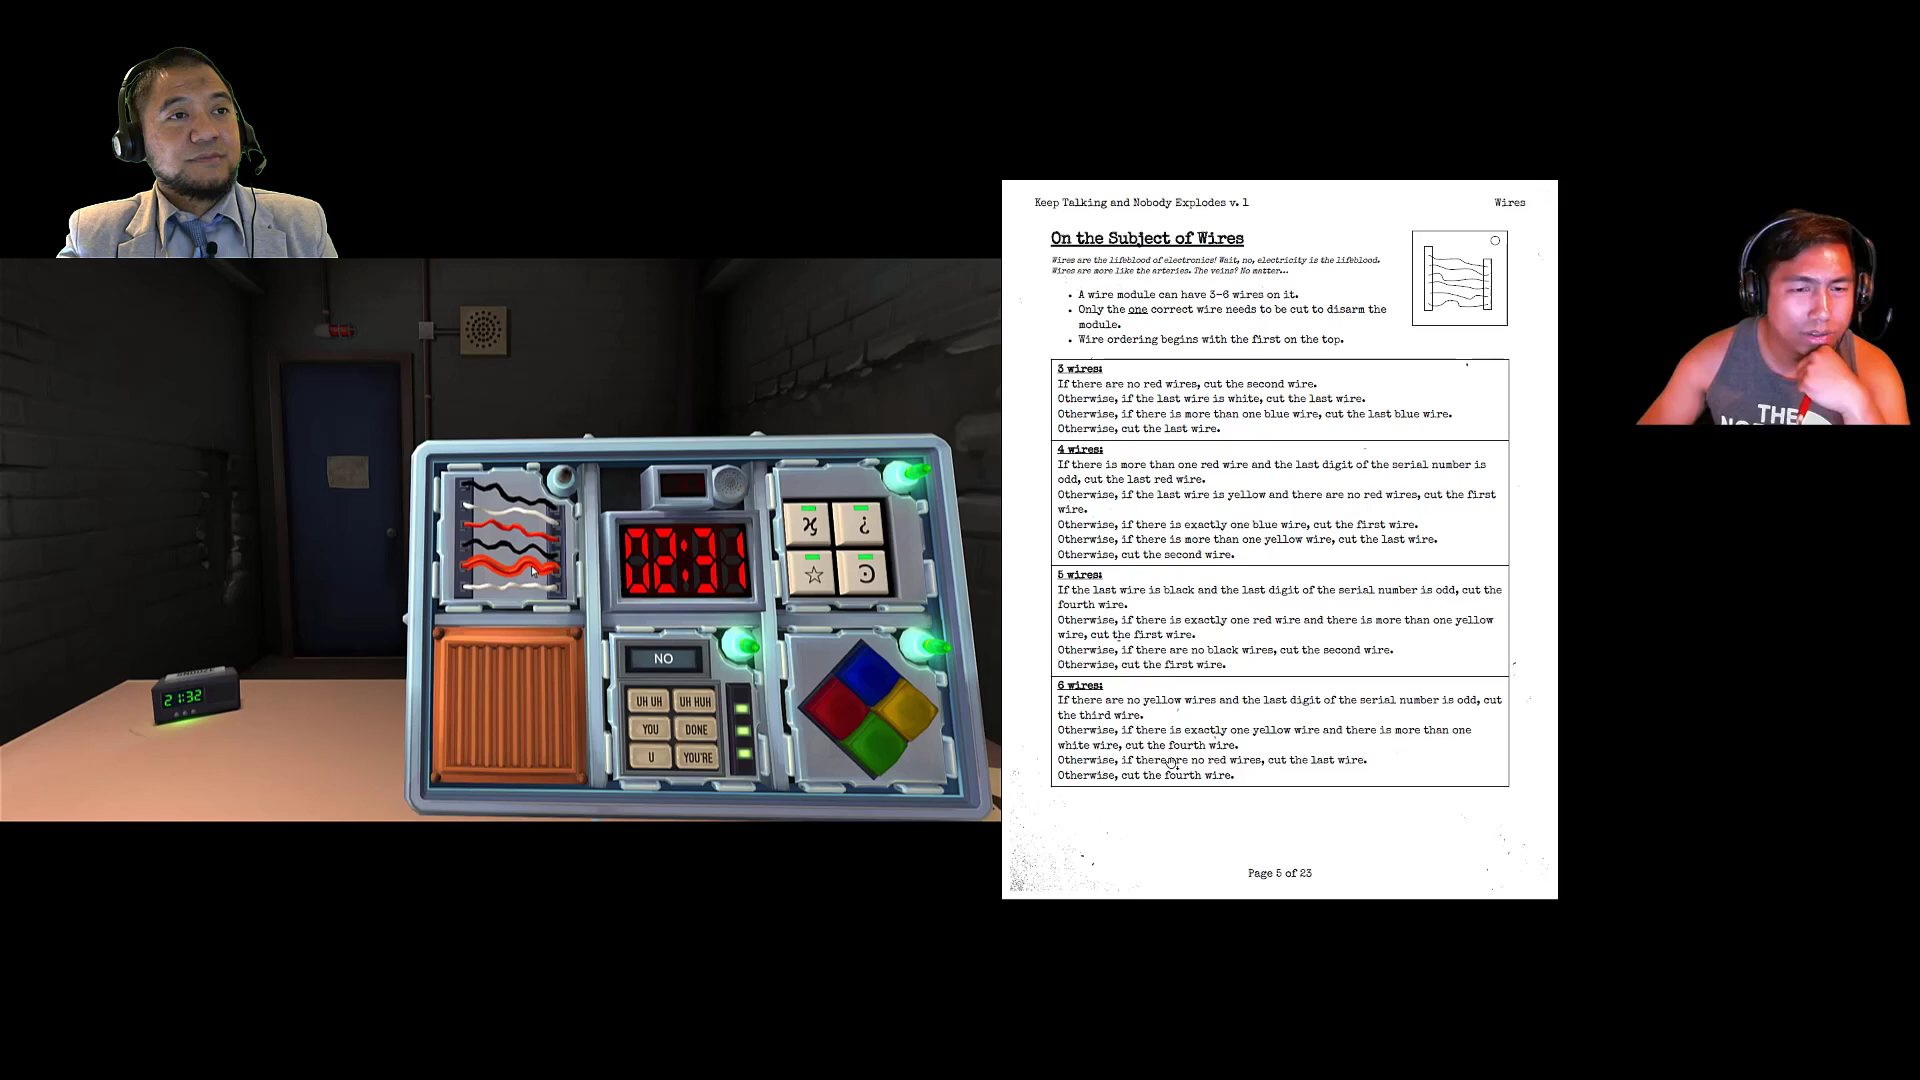 Keep Talking and Nobody Explodes v. 1
Wires
On the Subject of Wires
Wires are the lifeblood of electronics! Wait, no, electricity is the lifeblood.
Wires are more like the arteries. The veins? No matter…
A wire module can have 3-6 wires on it.
Only the one correct wire needs to be cut to disarm the
module.
Wire ordering begins with the first on the top.
3 wires:
If there are no red wires, cut the second wire.
Otherwise, if the last wire is white, cut the last wire.
Otherwise, if there is more than one blue wire, cut the last blue wire.
Otherwise, cut the last wire.
4 wires:
If there is more than one red wire and the last digit of the serial number is
odd, cut the last red wire.
Otherwise, if the last wire is yellow and there are no red wires, cut the first
wire.
Otherwise, if there is exactly one blue wire, cut the first wire.
Otherwise, if there is more than one yellow wire, cut the last wire.
Otherwise, cut the second wire.
5 wires:
If the last wire is black and the last digit of the serial number is odd, cut the
fourth wire.
Otherwise, if there is exactly one red wire and there is more than one yellow
wire, cut the first wire.
Otherwise, if there are no black wires, cut the second wire.
Otherwise, cut the first wire.
6 wires:
If there are no yellow wires and the last digit of the serial number is odd, cut
the third wire.
Otherwise, if there is exactly one yellow wire and there is more than one
white wire, cut the fourth wire.
Otherwise, if there are no red wires, cut the last wire.
Otherwise, cut the fourth wire.
Page 5 of 23
02:31
21:32
NO
UH UH UH HUH
YOU DONE
U YOU'RE
THE